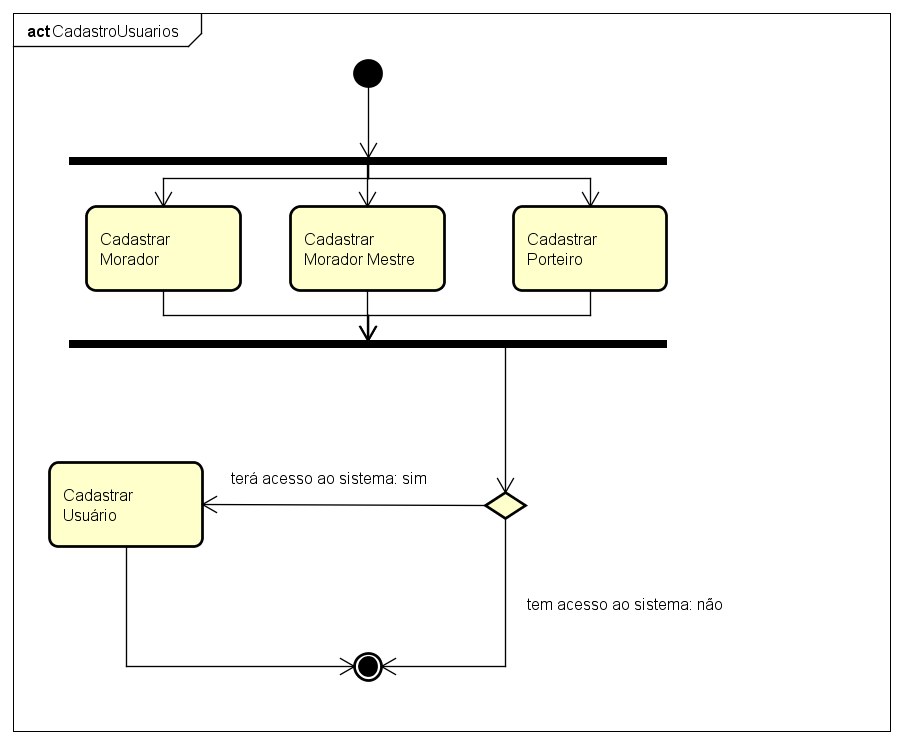 act CadastroUsuarios
Cadastrar
Morador
Cadastrar
Morador Mestre
Cadastrar
Porteiro
terá acesso ao sistema: sim
Cadastrar
Usuário
tem acesso ao sistema: não